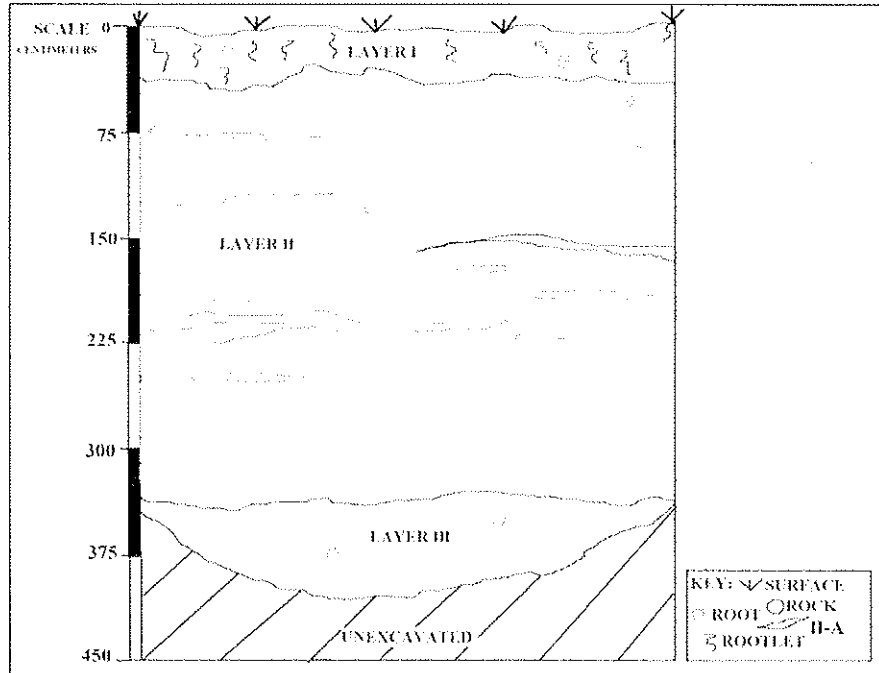 SCALE 0
CENTIMETERS
LAYER I
75
150
LAYER II
225
300
LAYER III
375
UNEXCAVATED
450
KEY: SURFACE
ROOT ROCK
II-A
ROOTLET